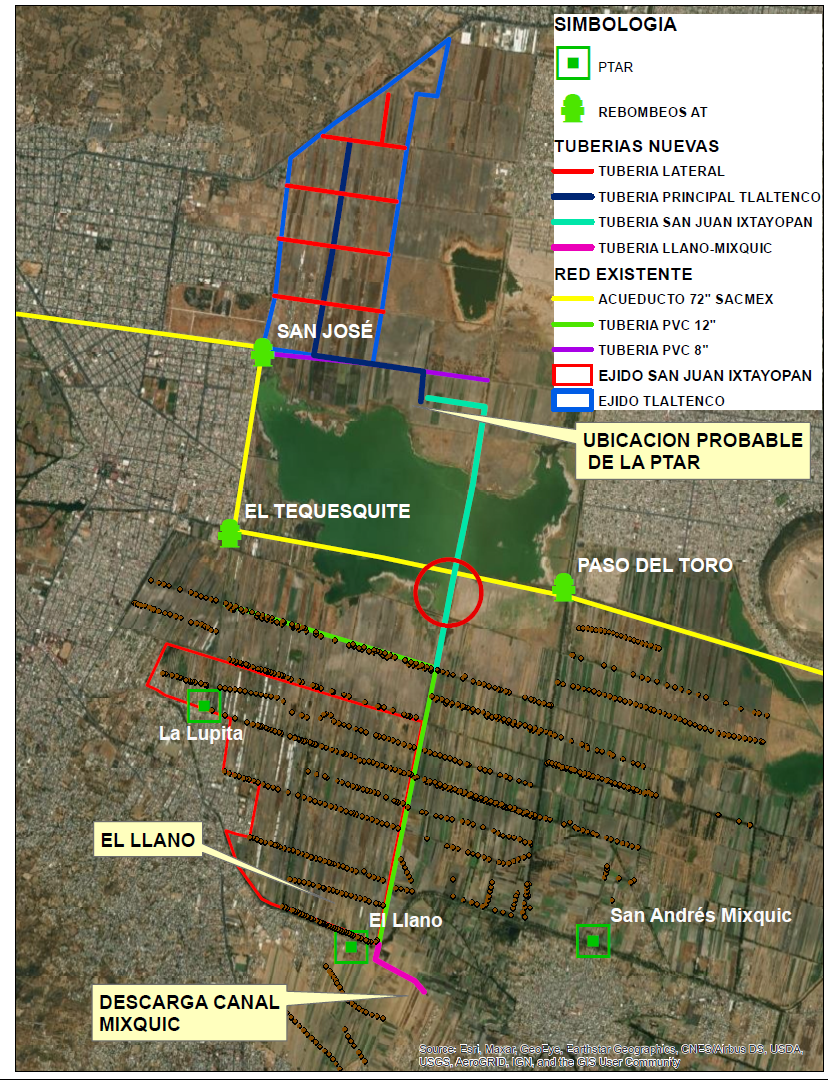 SIMBOLOGIA
PTAR
REBOMBEOS AT
TUBERIAS NUEVAS
TUBERIA LATERAL
TUBERIA PRINCIPAL TLALTENCO
TUBERIA SAN JUAN IXTAYOPAN
TUBERIA LLANO-MIXQUIC
RED EXISTENTE
ACUEDUCTO 72" SACMEX
TUBERIA PVC 12"
TUBERIA PVC 8"
EJIDO SAN JUAN IXTAYOPAN
EJIDO TLALTENCO
SAN JOSÉ
UBICACION PROBABLE
DE LA PTAR
EL TEQUESQUITE
PASO DEL TORO
La Lupita
EL LLANO
El Llano
San Andrés Mixquic
DESCARGA CANAL
MIXQUIC
Source: Esri, Maxar, GeoEye, Earthstar Geographics, CNES/Airbus DS, USDA,
USGS, AeroGRID, IGN, and the GIS User Community